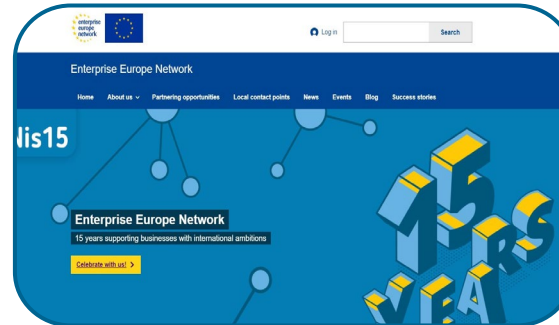 enterprise
europe
network
Log in
Search
Enterprise Europe Network
Home About us Partnering opportunities Local contact points News Events Blog Success stories
Nis15
15
YEARS
Enterprise Europe Network
15 years supporting businesses with international ambitions
Celebrate with us!